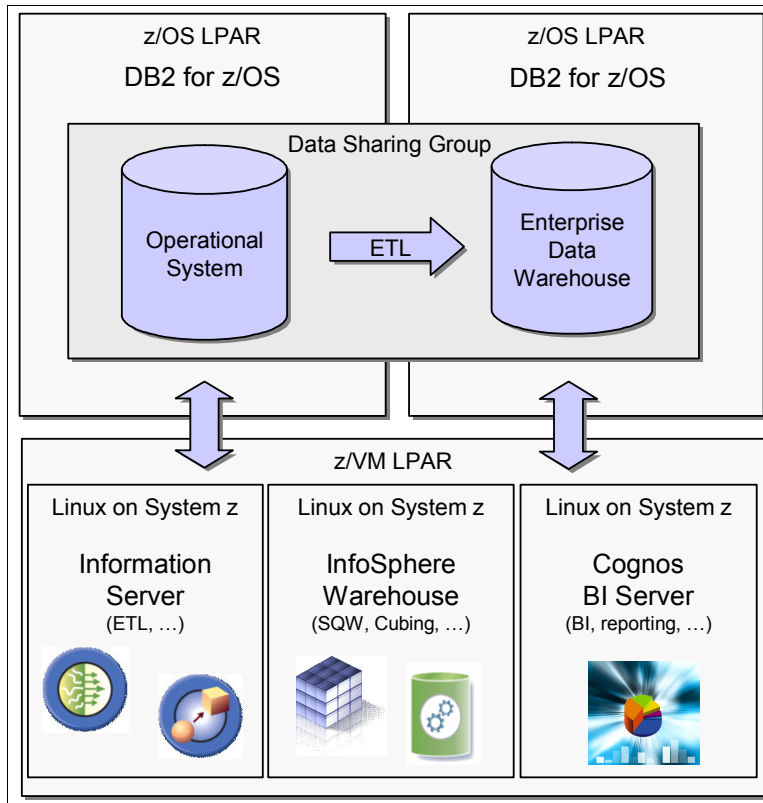 z/OS LPAR
DB2 for z/OS
z/OS LPAR
DB2 for z/OS
Data Sharing Group
Operational
System
ETL
Enterprise
Data
Warehouse
z/VM LPAR
Linux on System z
Information
Server
(ETL, …)
Linux on System z
InfoSphere
Warehouse
(SQW, Cubing, …)
Linux on System z
Cognos
BI Server
(BI, reporting, …)